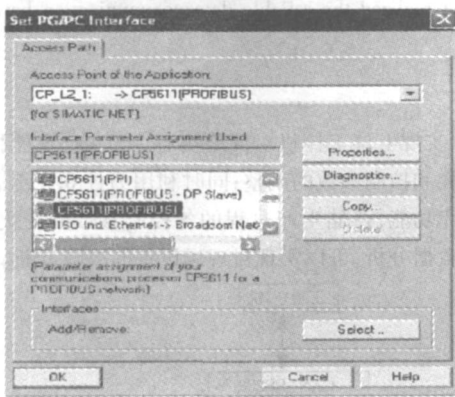 Set PG/PC Interface
Access Path
Access Point of the Application:
CP_L2_1: -> CP5611(PROFIBUS)
(for SIMATIC NET)
Interface Parameter Assignment Used
CP5611(PROFIBUS)
Properties...
CP5611(PPI)
Diagnostics...
CP5611(PROFIBUS - DP Slave)
CP5611(PROFIBUS)
Copy...
ISO Ind. Ethernet -> Broadcom Net
Delete
(Parameter assignment of your
communications processor CP5611 for a
PROFIBUS network)
Interfaces
Add/Remove:
Select...
OK
Cancel
Help